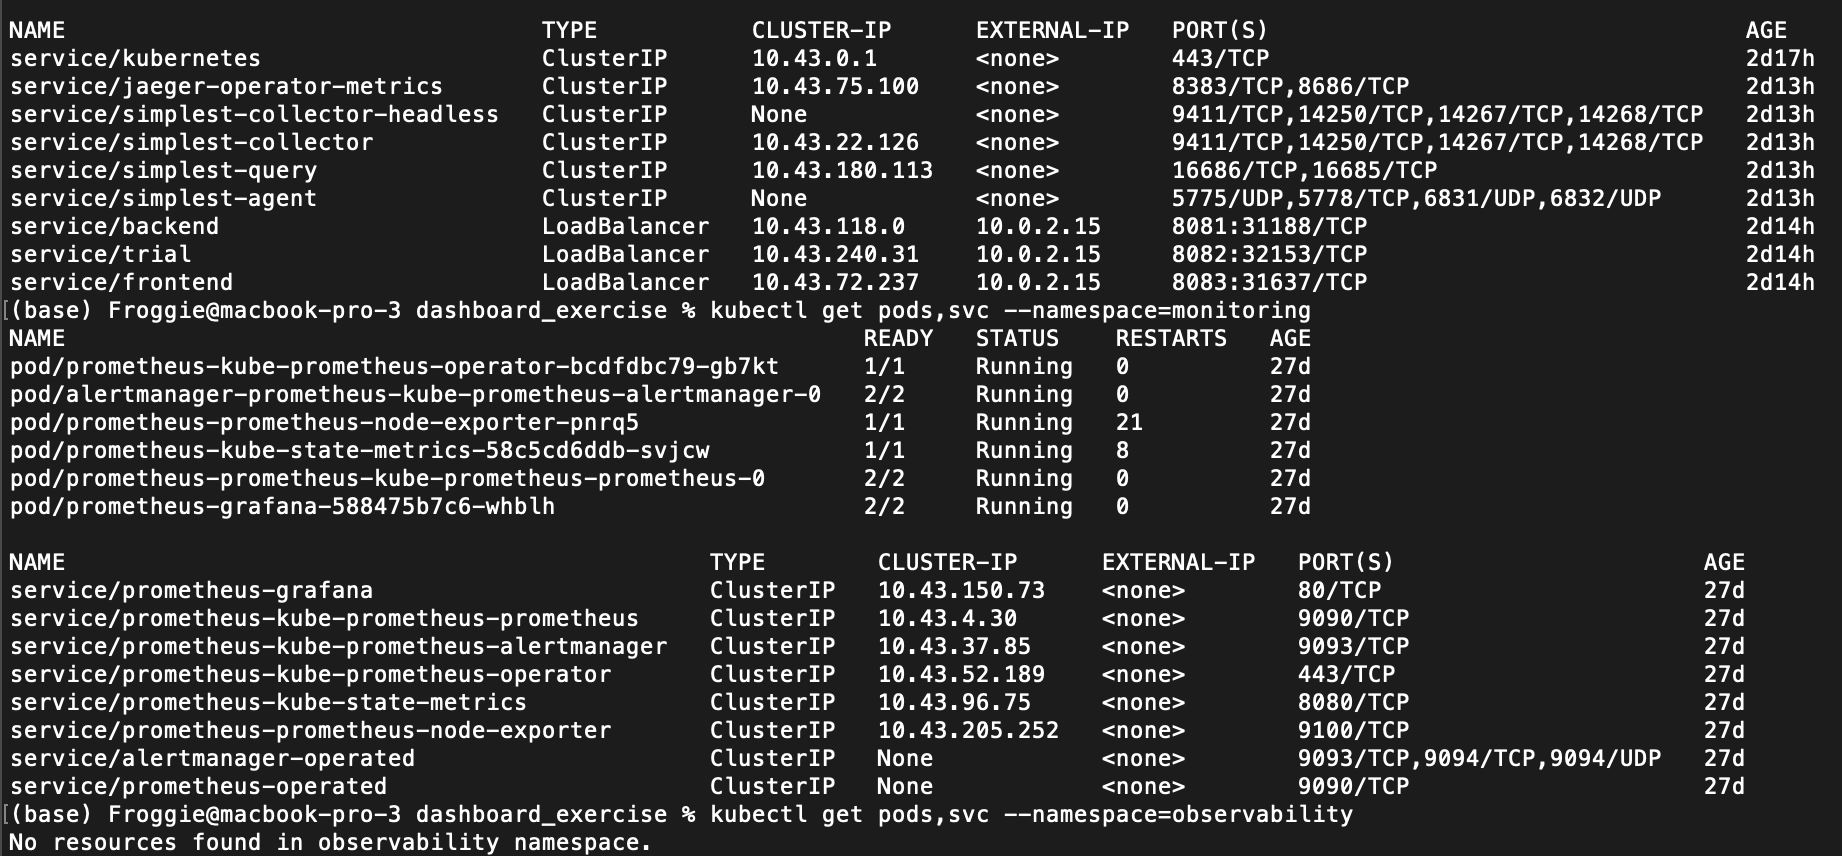 NAME TYPE CLUSTER-IP EXTERNAL-IP PORT(S) AGE
service/kubernetes ClusterIP 10.43.0.1 <none> 443/TCP 2d17h
service/jaeger-operator-metrics ClusterIP 10.43.75.100 <none> 8383/TCP,8686/TCP 2d13h
service/simplest-collector-headless ClusterIP None <none> 9411/TCP,14250/TCP,14267/TCP,14268/TCP 2d13h
service/simplest-collector ClusterIP 10.43.22.126 <none> 9411/TCP,14250/TCP,14267/TCP,14268/TCP 2d13h
service/simplest-query ClusterIP 10.43.180.113 <none> 16686/TCP,16685/TCP 2d13h
service/simplest-agent ClusterIP None <none> 5775/UDP,5778/TCP,6831/UDP,6832/UDP 2d13h
service/backend LoadBalancer 10.43.118.0 10.0.2.15 8081:31188/TCP 2d14h
service/trial LoadBalancer 10.43.240.31 10.0.2.15 8082:32153/TCP 2d14h
service/frontend LoadBalancer 10.43.72.237 10.0.2.15 8083:31637/TCP 2d14h
[(base) Froggie@macbook-pro-3 dashboard_exercise % kubectl get pods,svc --namespace=monitoring
NAME READY STATUS RESTARTS AGE
pod/prometheus-kube-prometheus-operator-bcdfdbc79-gb7kt 1/1 Running 0 27d
pod/alertmanager-prometheus-kube-prometheus-alertmanager-0 2/2 Running 0 27d
pod/prometheus-prometheus-node-exporter-pnrq5 1/1 Running 21 27d
pod/prometheus-kube-state-metrics-58c5cd6ddb-svjcw 1/1 Running 8 27d
pod/prometheus-prometheus-kube-prometheus-prometheus-0 2/2 Running 0 27d
pod/prometheus-grafana-588475b7c6-whblh 2/2 Running 0 27d
NAME TYPE CLUSTER-IP EXTERNAL-IP PORT(S) AGE
service/prometheus-grafana ClusterIP 10.43.150.73 <none> 80/TCP 27d
service/prometheus-kube-prometheus-prometheus ClusterIP 10.43.4.30 <none> 9090/TCP 27d
service/prometheus-kube-prometheus-alertmanager ClusterIP 10.43.37.85 <none> 9093/TCP 27d
service/prometheus-kube-prometheus-operator ClusterIP 10.43.52.189 <none> 443/TCP 27d
service/prometheus-kube-state-metrics ClusterIP 10.43.96.75 <none> 8080/TCP 27d
service/prometheus-prometheus-node-exporter ClusterIP 10.43.205.252 <none> 9100/TCP 27d
service/alertmanager-operated ClusterIP None <none> 9093/TCP,9094/TCP,9094/UDP 27d
service/prometheus-operated ClusterIP None <none> 9090/TCP 27d
[(base) Froggie@macbook-pro-3 dashboard_exercise % kubectl get pods,svc --namespace=observability
No resources found in observability namespace.